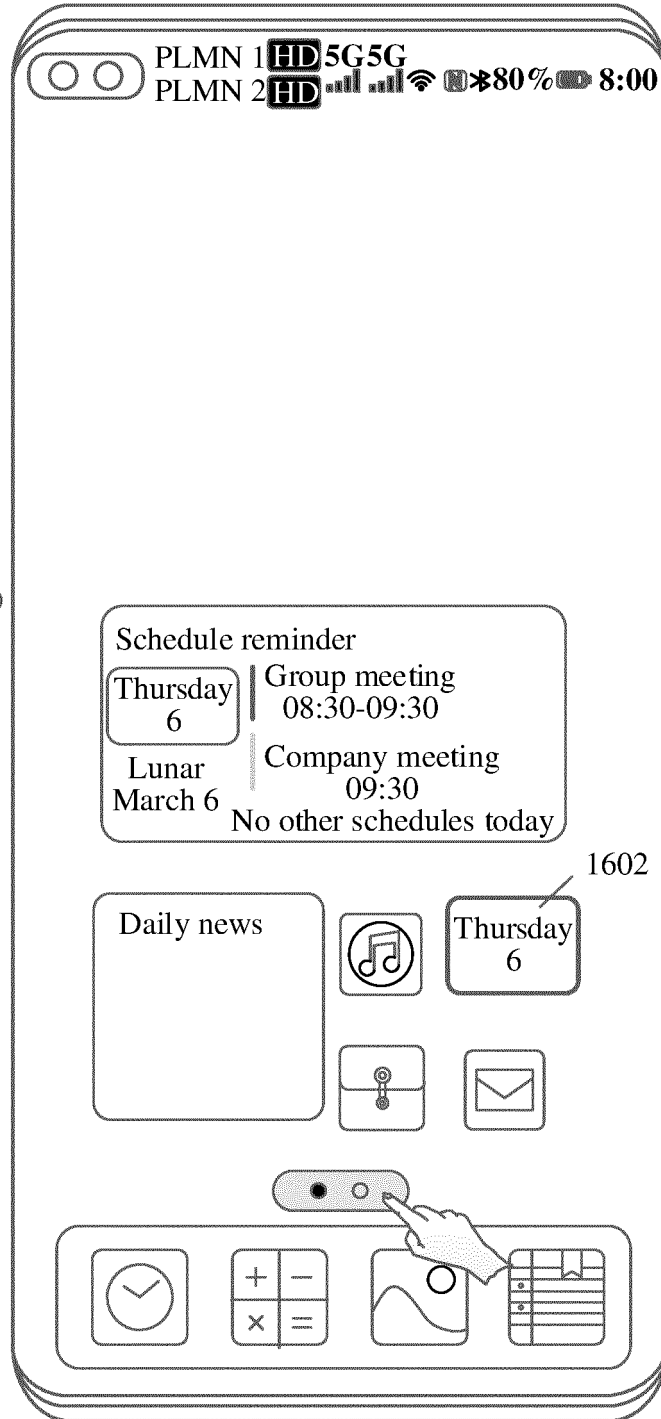 PLMN 1 HD 5G5G
PLMN 2 HD N 80% 8:00
Schedule reminder
Thursday
6
Lunar
March 6
Group meeting
08:30-09:30
Company meeting
09:30
No other schedules today
1602
Daily news
Thursday
6
+ −
× =